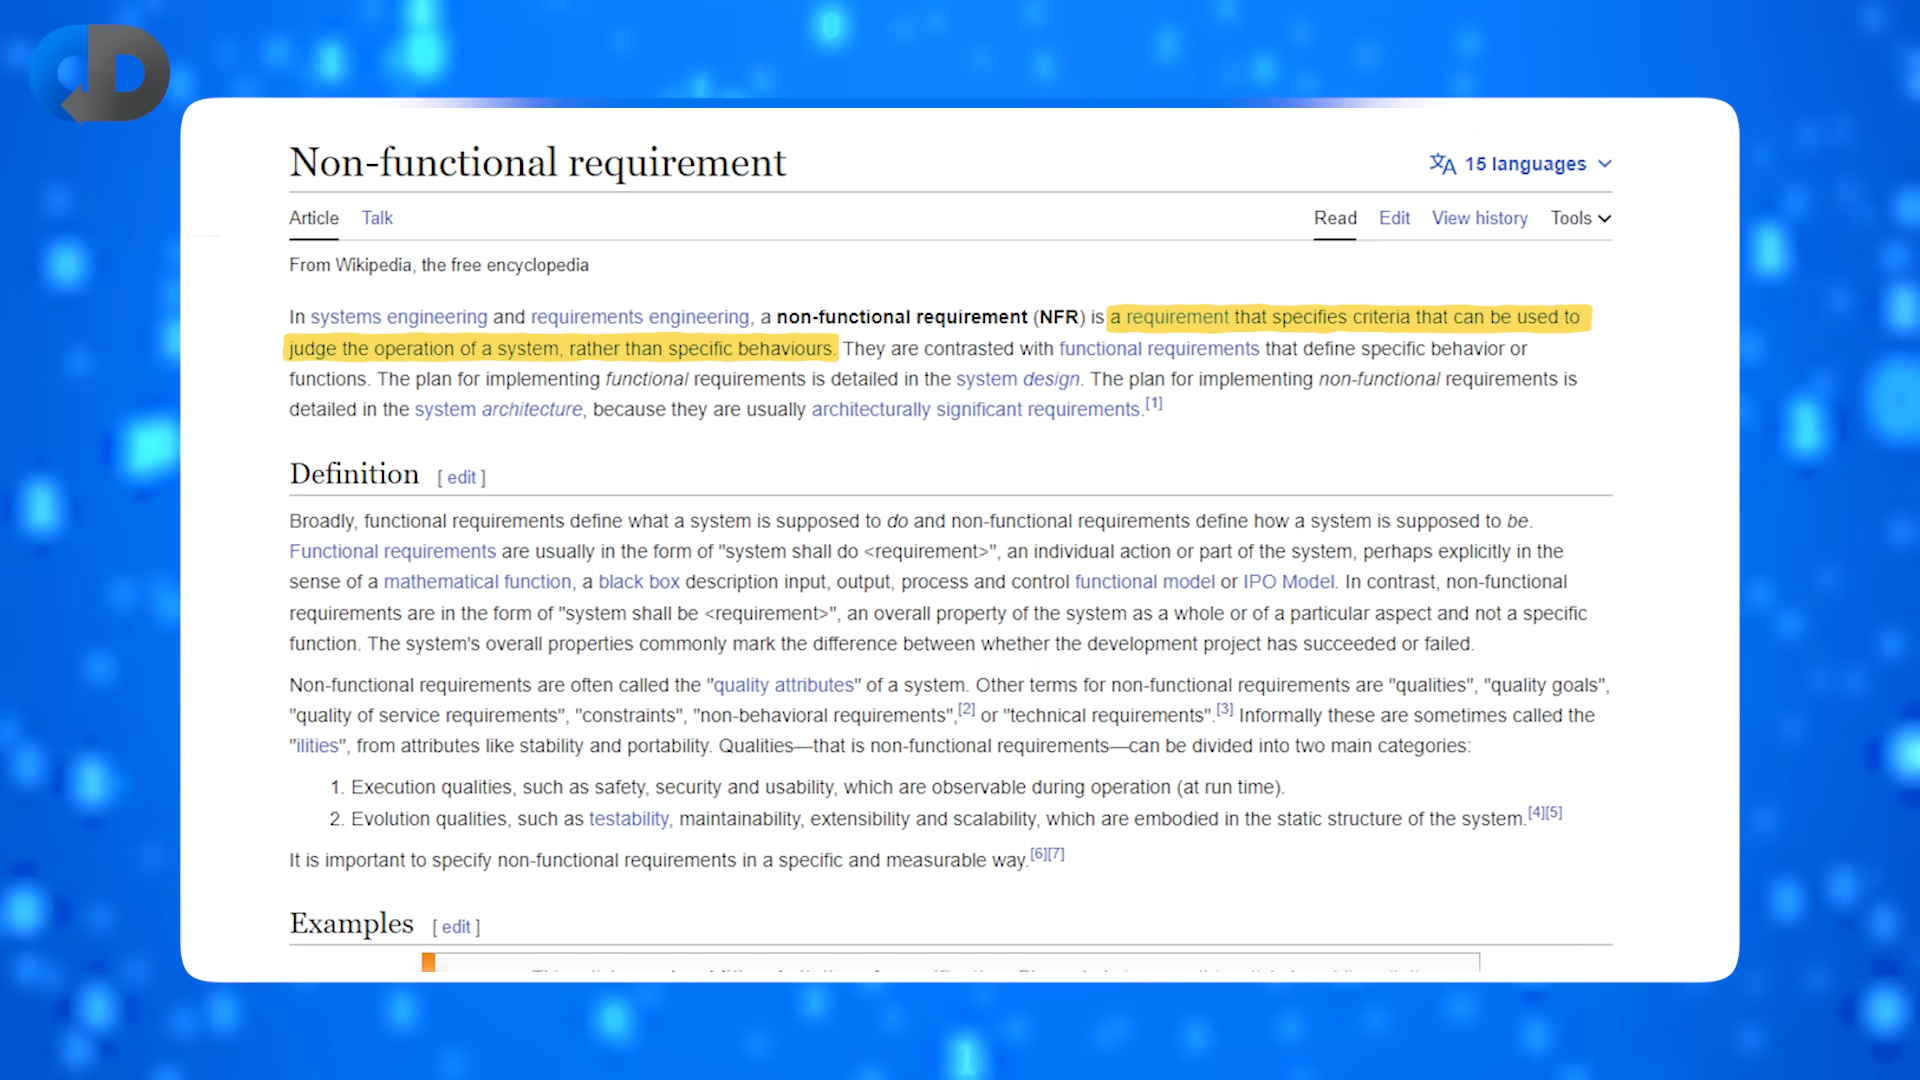 CD
Non-functional requirement
15 languages
Article Talk
Read Edit View history Tools
From Wikipedia, the free encyclopedia
In systems engineering and requirements engineering, a non-functional requirement (NFR) is a requirement that specifies criteria that can be used to
judge the operation of a system, rather than specific behaviours. They are contrasted with functional requirements that define specific behavior or
functions. The plan for implementing functional requirements is detailed in the system design. The plan for implementing non-functional requirements is
detailed in the system architecture, because they are usually architecturally significant requirements.[1]
Definition [ edit ]
Broadly, functional requirements define what a system is supposed to do and non-functional requirements define how a system is supposed to be.
Functional requirements are usually in the form of "system shall do <requirement>", an individual action or part of the system, perhaps explicitly in the
sense of a mathematical function, a black box description input, output, process and control functional model or IPO Model. In contrast, non-functional
requirements are in the form of "system shall be <requirement>", an overall property of the system as a whole or of a particular aspect and not a specific
function. The system's overall properties commonly mark the difference between whether the development project has succeeded or failed.
Non-functional requirements are often called the "quality attributes" of a system. Other terms for non-functional requirements are "qualities", "quality goals",
"quality of service requirements", "constraints", "non-behavioral requirements",[2] or "technical requirements".[3] Informally these are sometimes called the
"ilities", from attributes like stability and portability. Qualities—that is non-functional requirements—can be divided into two main categories:
1. Execution qualities, such as safety, security and usability, which are observable during operation (at run time).
2. Evolution qualities, such as testability, maintainability, extensibility and scalability, which are embodied in the static structure of the system.[4][5]
It is important to specify non-functional requirements in a specific and measurable way.[6][7]
Examples [ edit ]